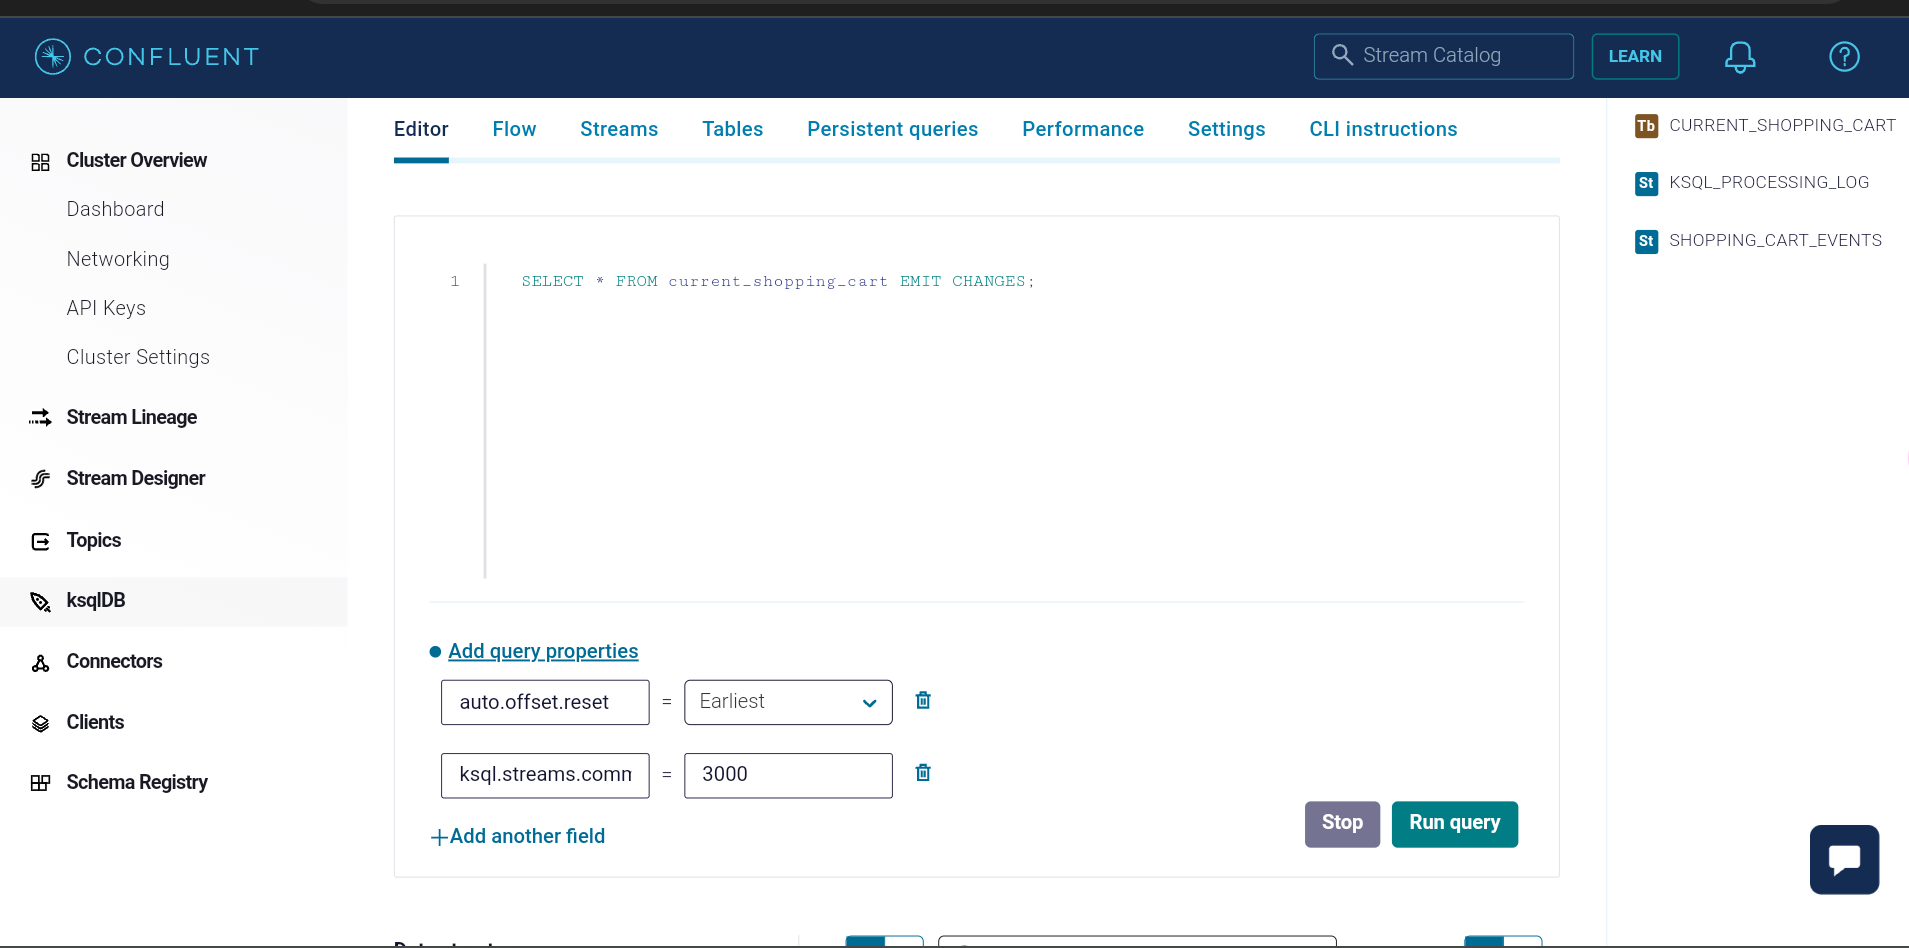 CONFLUENT
Stream Catalog
LEARN
Cluster Overview
Dashboard
Networking
API Keys
Cluster Settings
Stream Lineage
Stream Designer
Topics
ksqlDB
Connectors
Clients
Schema Registry
Editor Flow Streams Tables Persistent queries Performance Settings CLI instructions
1 SELECT * FROM current_shopping_cart EMIT CHANGES;
Add query properties
auto.offset.reset = Earliest
ksql.streams.comm = 3000
+Add another field
Stop Run query
Tb CURRENT_SHOPPING_CART
St KSQL_PROCESSING_LOG
St SHOPPING_CART_EVENTS